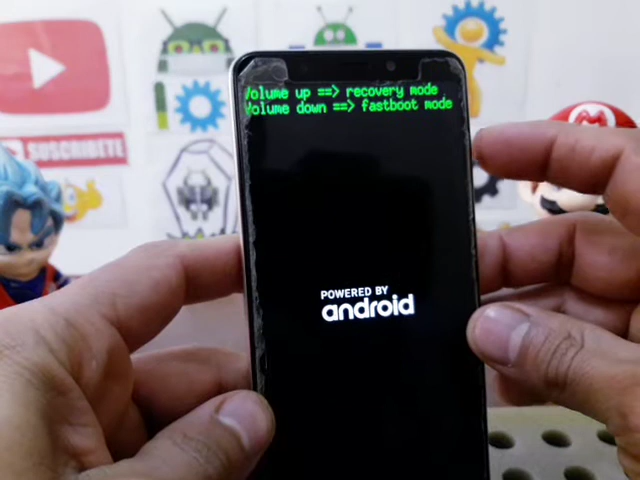 Volume up ==> recovery mode
Volume down ==> fastboot mode
SUSCRIBETE
POWERED BY
android
M